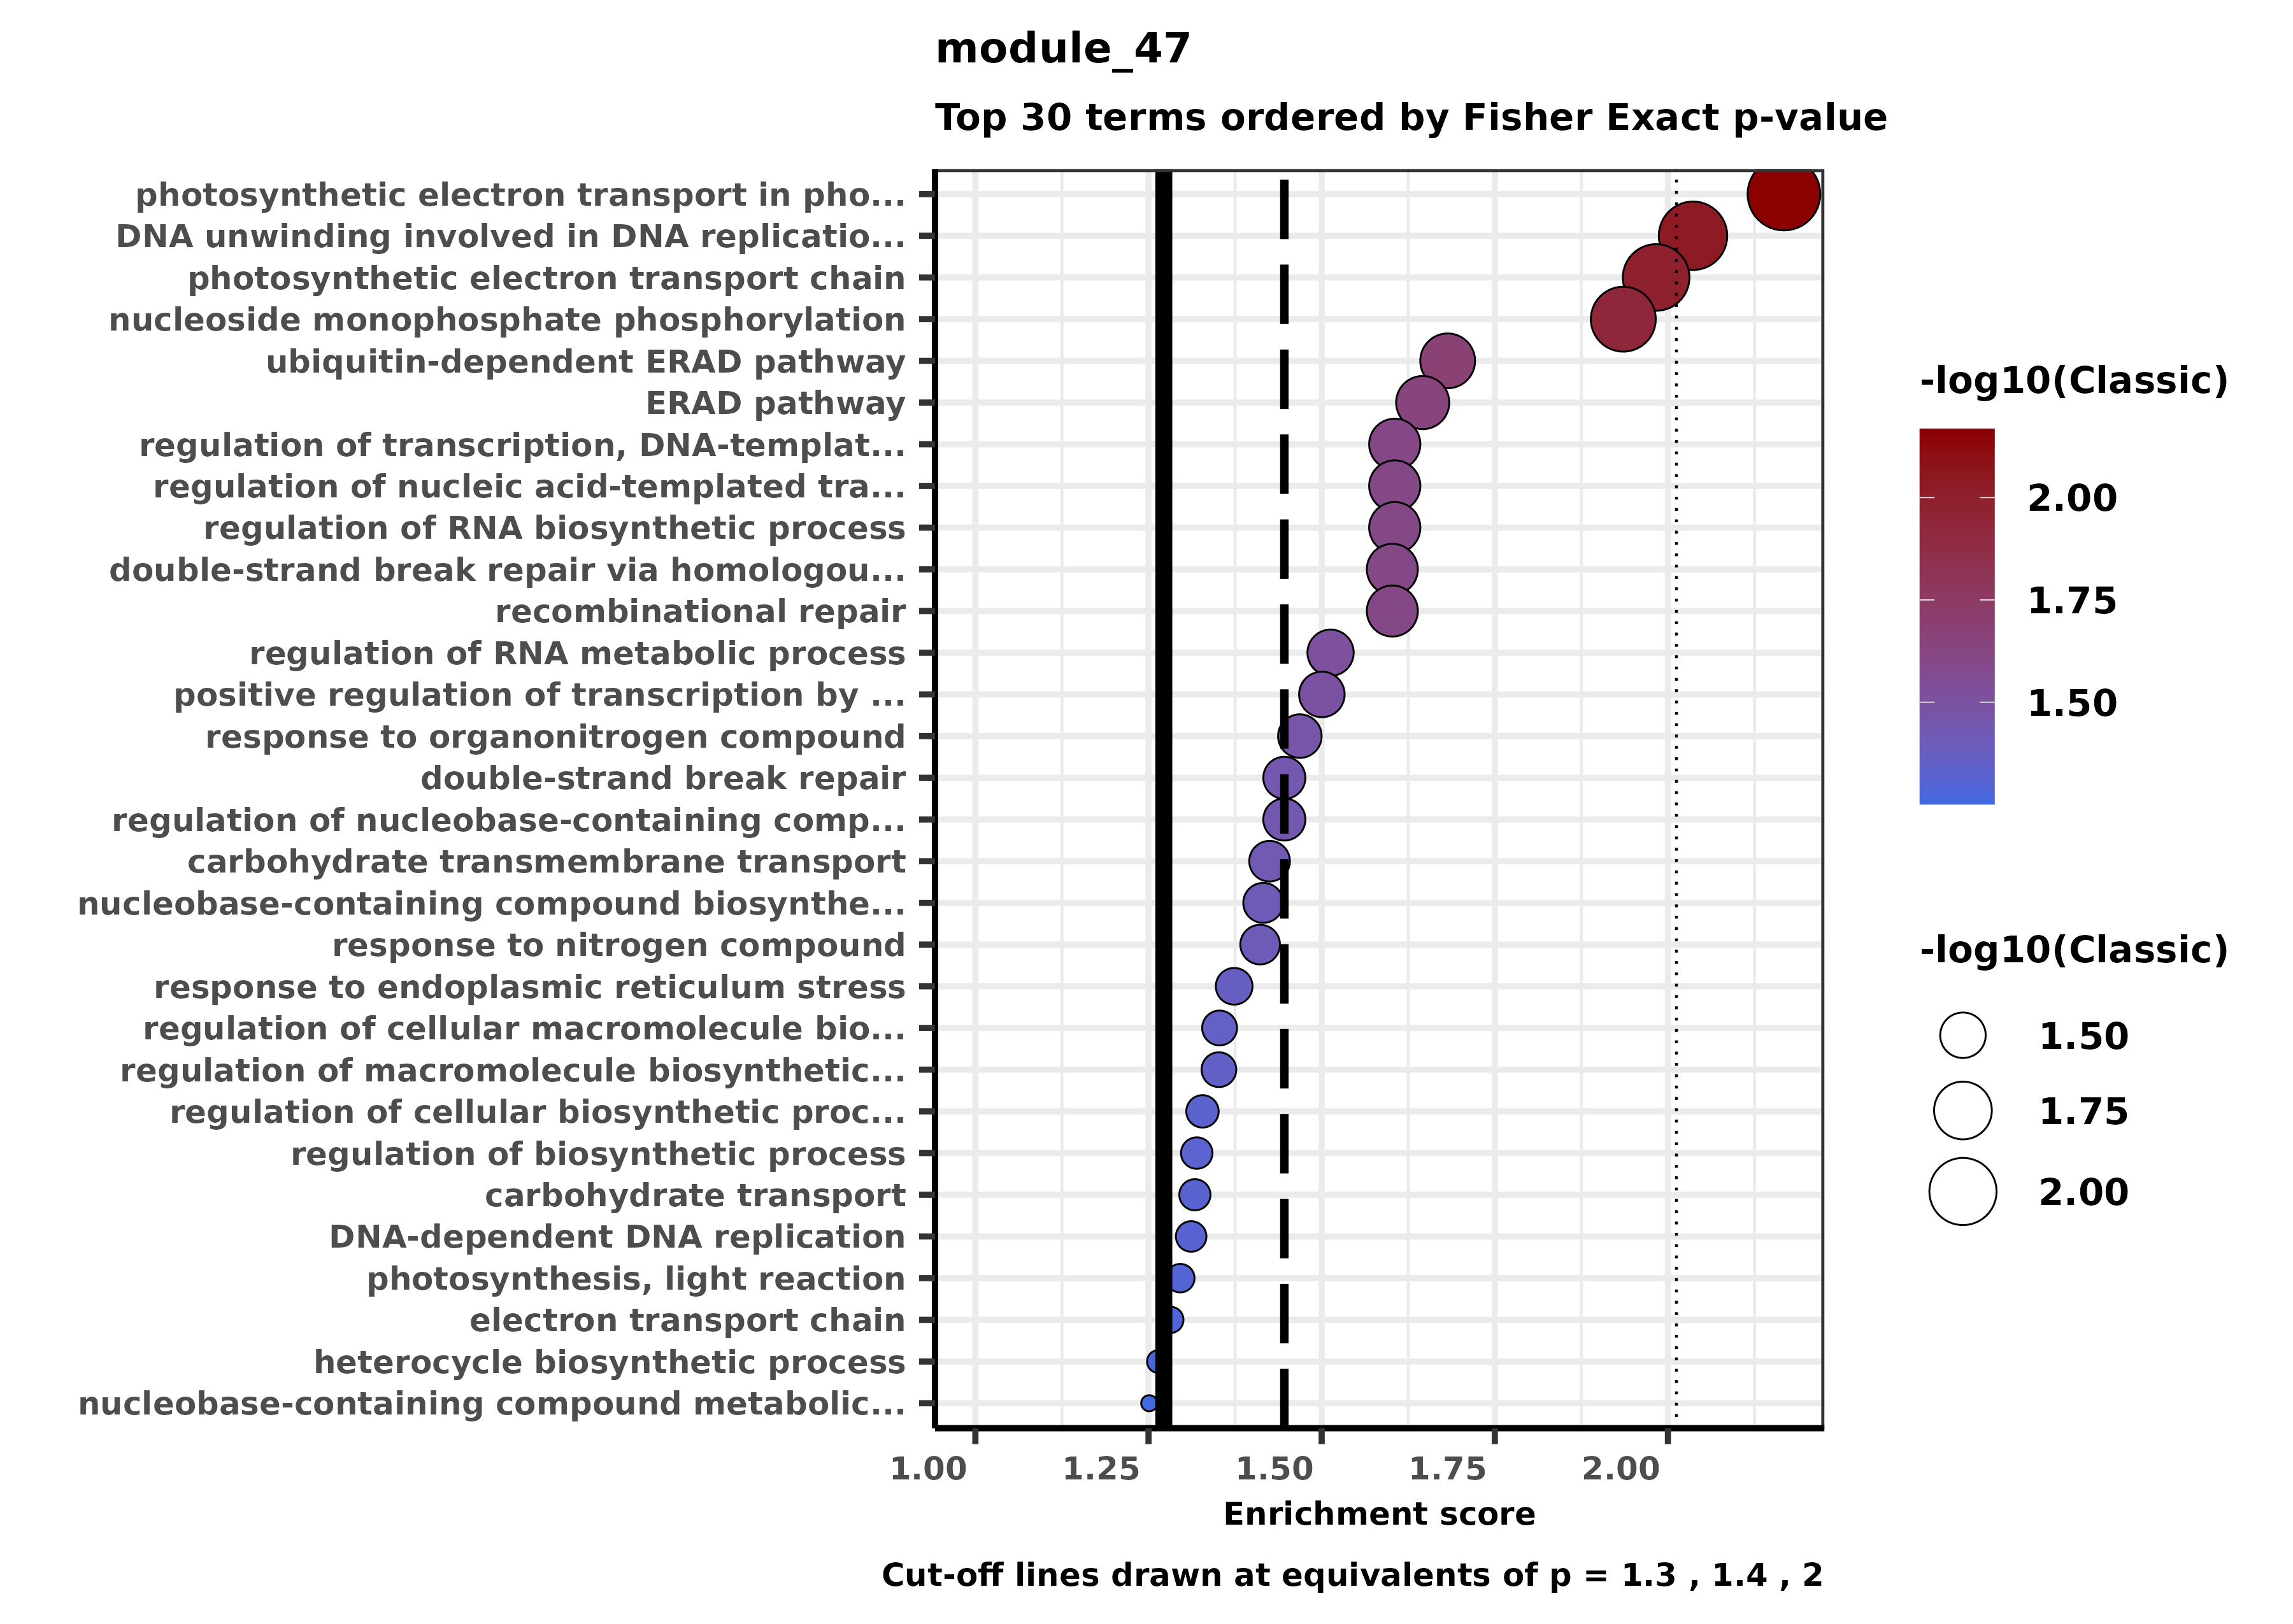 module_47
Top 30 terms ordered by Fisher Exact p-value
photosynthetic electron transport in pho...
DNA unwinding involved in DNA replicatio...
photosynthetic electron transport chain
nucleoside monophosphate phosphorylation
ubiquitin-dependent ERAD pathway
ERAD pathway
regulation of transcription, DNA-templat...
regulation of nucleic acid-templated tra...
regulation of RNA biosynthetic process
double-strand break repair via homologou...
recombinational repair
regulation of RNA metabolic process
positive regulation of transcription by ...
response to organonitrogen compound
double-strand break repair
regulation of nucleobase-containing comp...
carbohydrate transmembrane transport
nucleobase-containing compound biosynthe...
response to nitrogen compound
response to endoplasmic reticulum stress
regulation of cellular macromolecule bio...
regulation of macromolecule biosynthetic...
regulation of cellular biosynthetic proc...
regulation of biosynthetic process
carbohydrate transport
DNA-dependent DNA replication
photosynthesis, light reaction
electron transport chain
heterocycle biosynthetic process
nucleobase-containing compound metabolic...
1.00 1.25 1.50 1.75 2.00
Enrichment score
Cut-off lines drawn at equivalents of p = 1.3 , 1.4 , 2
-log10(Classic)
2.00
1.75
1.50
-log10(Classic)
1.50
1.75
2.00